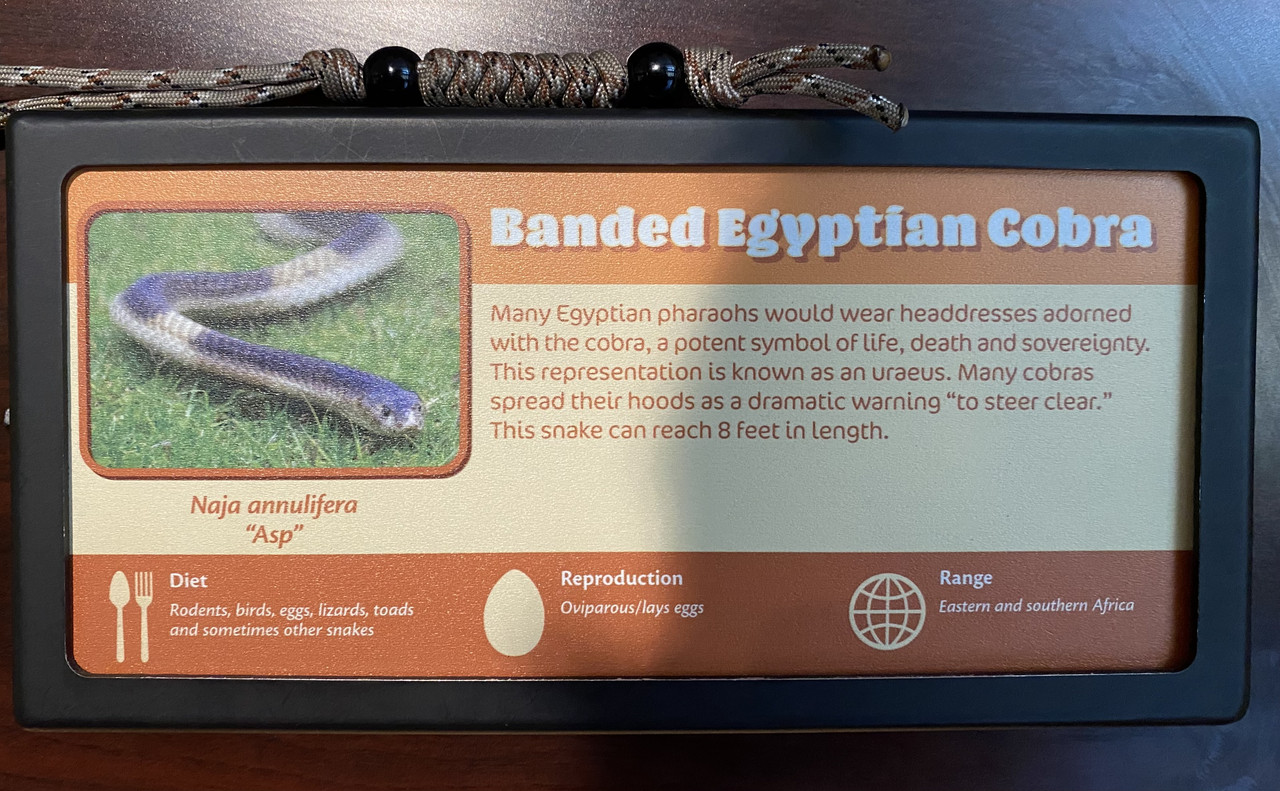 Banded Egyptian Cobra
Many Egyptian pharaohs would wear headdresses adorned
with the cobra, a potent symbol of life, death and sovereignty.
This representation is known as an uraeus. Many cobras
spread their hoods as a dramatic warning “to steer clear.”
This snake can reach 8 feet in length.
Naja annulifera
“Asp”
Diet
Rodents, birds, eggs, lizards, toads
and sometimes other snakes
Reproduction
Oviparous/lays eggs
Range
Eastern and southern Africa